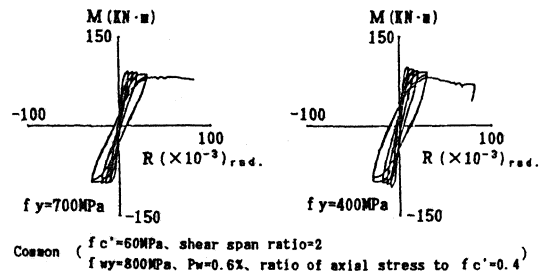 M (KN·m)
150
-100
100
R (×10⁻³) rad.
fy=700MPa
-150
M (KN·m)
150
-100
100
R (×10⁻³) rad.
fy=400MPa
-150
Common ( fc'=60MPa、shear span ratio=2
fwy=800MPa、Pw=0.6%、ratio of axial stress to fc'=0.4 )